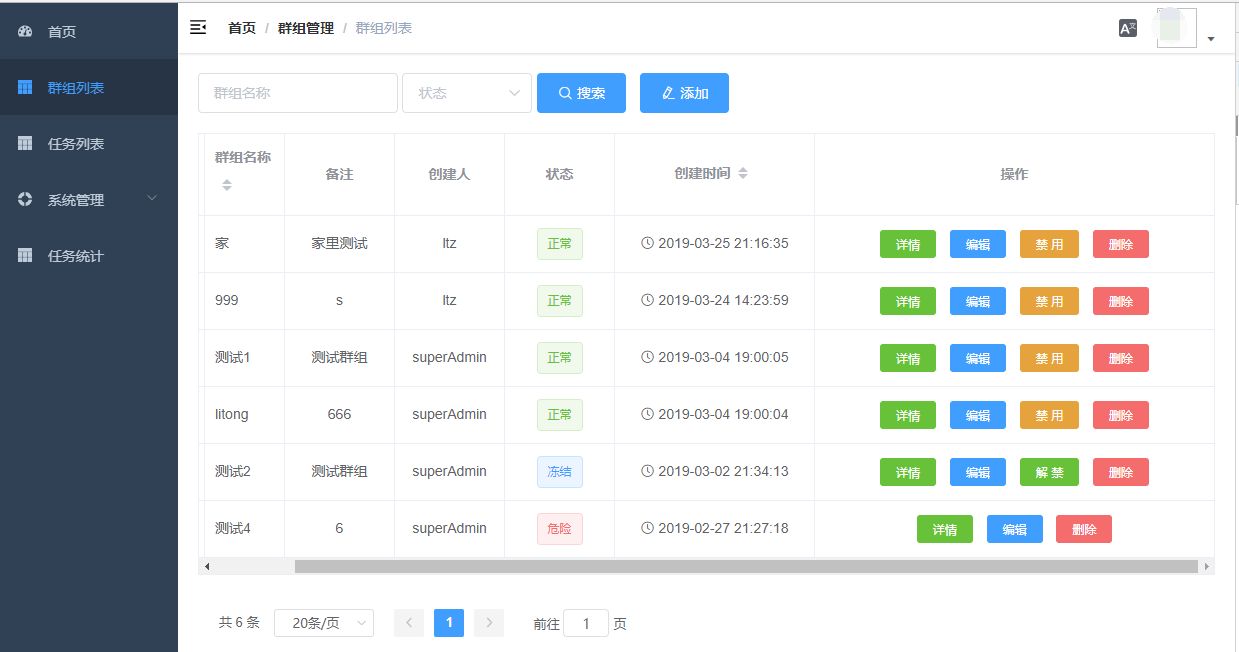 首页
群组列表
任务列表
系统管理
任务统计
首页 / 群组管理 / 群组列表
群组名称 状态 搜索 添加
群组名称 备注 创建人 状态 创建时间 操作
家 家里测试 ltz 正常 2019-03-25 21:16:35 详情 编辑 禁 用 删除
999 s ltz 正常 2019-03-24 14:23:59 详情 编辑 禁 用 删除
测试1 测试群组 superAdmin 正常 2019-03-04 19:00:05 详情 编辑 禁 用 删除
litong 666 superAdmin 正常 2019-03-04 19:00:04 详情 编辑 禁 用 删除
测试2 测试群组 superAdmin 冻结 2019-03-02 21:34:13 详情 编辑 解 禁 删除
测试4 6 superAdmin 危险 2019-02-27 21:27:18 详情 编辑 删除
共 6 条 20条/页 1 前往 1 页